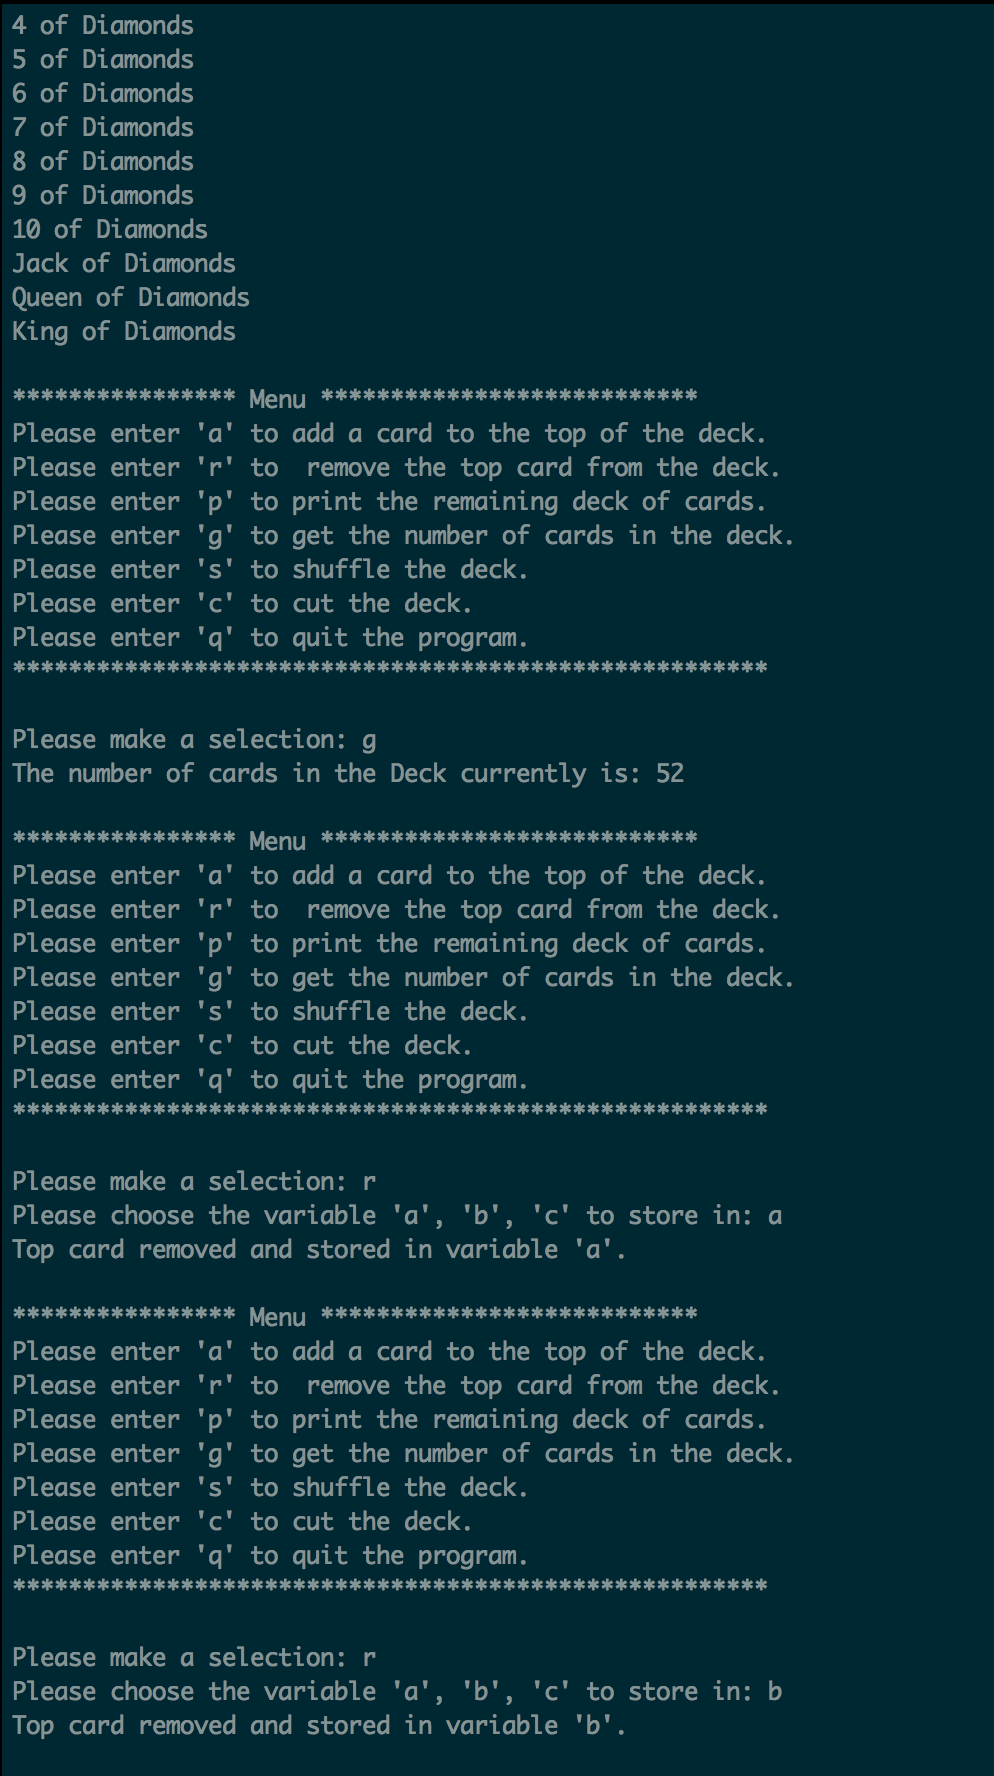 4 of Diamonds
5 of Diamonds
6 of Diamonds
7 of Diamonds
8 of Diamonds
9 of Diamonds
10 of Diamonds
Jack of Diamonds
Queen of Diamonds
King of Diamonds
**************** Menu ***************************
Please enter 'a' to add a card to the top of the deck.
Please enter 'r' to  remove the top card from the deck.
Please enter 'p' to print the remaining deck of cards.
Please enter 'g' to get the number of cards in the deck.
Please enter 's' to shuffle the deck.
Please enter 'c' to cut the deck.
Please enter 'q' to quit the program.
******************************************************
Please make a selection: g
The number of cards in the Deck currently is: 52
**************** Menu ***************************
Please enter 'a' to add a card to the top of the deck.
Please enter 'r' to  remove the top card from the deck.
Please enter 'p' to print the remaining deck of cards.
Please enter 'g' to get the number of cards in the deck.
Please enter 's' to shuffle the deck.
Please enter 'c' to cut the deck.
Please enter 'q' to quit the program.
******************************************************
Please make a selection: r
Please choose the variable 'a', 'b', 'c' to store in: a
Top card removed and stored in variable 'a'.
**************** Menu ***************************
Please enter 'a' to add a card to the top of the deck.
Please enter 'r' to  remove the top card from the deck.
Please enter 'p' to print the remaining deck of cards.
Please enter 'g' to get the number of cards in the deck.
Please enter 's' to shuffle the deck.
Please enter 'c' to cut the deck.
Please enter 'q' to quit the program.
******************************************************
Please make a selection: r
Please choose the variable 'a', 'b', 'c' to store in: b
Top card removed and stored in variable 'b'.